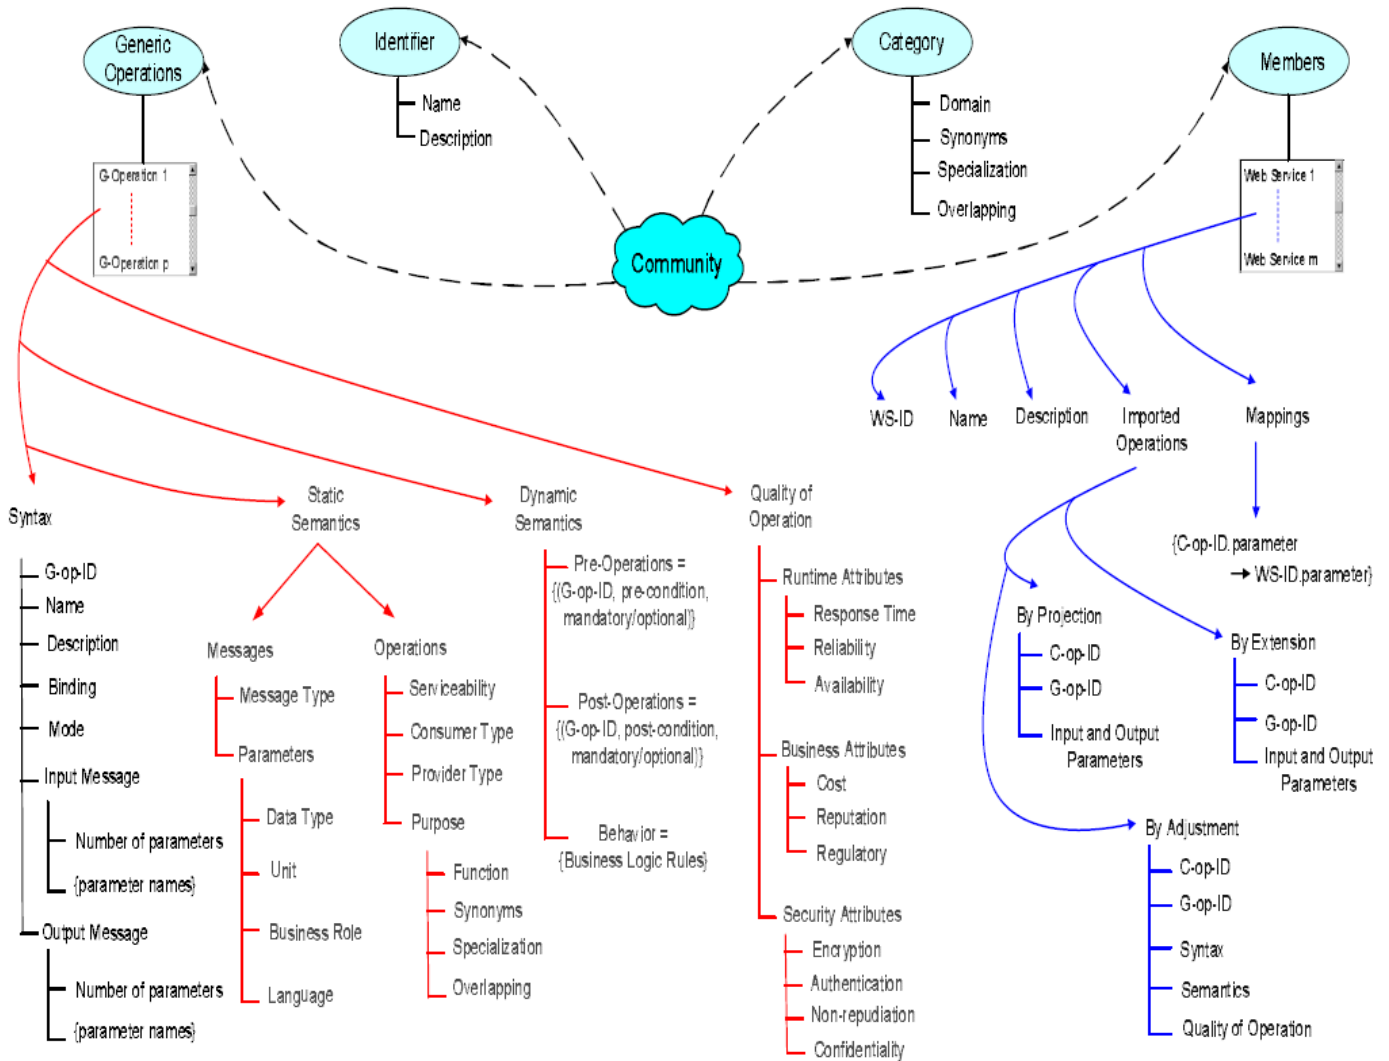 Generic
Operations
Identifier
Category
Members
Name
Description
Domain
Synonyms
Specialization
Overlapping
G-Operation 1
G-Operation p
Web Service 1
Web Service m
Community
WS-ID
Name
Description
Imported
Operations
Mappings
Syntax
Static
Semantics
Dynamic
Semantics
Quality of
Operation
G-op-ID
Name
Description
Binding
Mode
Input Message
Number of parameters
{parameter names}
Output Message
Number of parameters
{parameter names}
Messages
Message Type
Parameters
Data Type
Unit
Business Role
Language
Operations
Serviceability
Consumer Type
Provider Type
Purpose
Function
Synonyms
Specialization
Overlapping
Pre-Operations =
{(G-op-ID, pre-condition,
mandatory/optional)}
Post-Operations =
{(G-op-ID, post-condition,
mandatory/optional)}
Behavior =
{Business Logic Rules}
Runtime Attributes
Response Time
Reliability
Availability
Business Attributes
Cost
Reputation
Regulatory
Security Attributes
Encryption
Authentication
Non-repudiation
Confidentiality
{C-op-ID.parameter
→ WS-ID.parameter}
By Projection
C-op-ID
G-op-ID
Input and Output
Parameters
By Extension
C-op-ID
G-op-ID
Input and Output
Parameters
By Adjustment
C-op-ID
G-op-ID
Syntax
Semantics
Quality of Operation